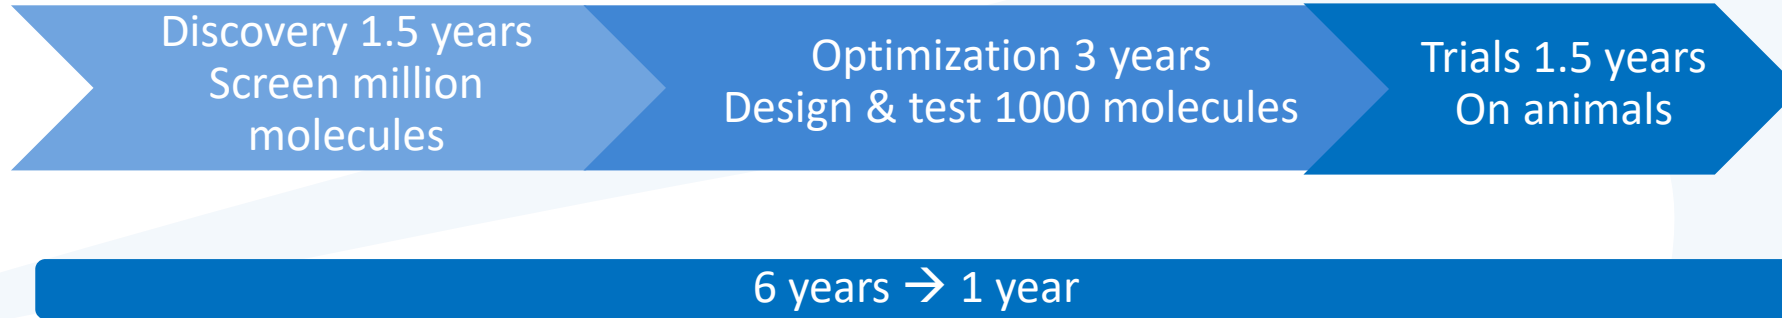 Discovery 1.5 years
Screen million
molecules
Optimization 3 years
Design & test 1000 molecules
Trials 1.5 years
On animals
6 years → 1 year